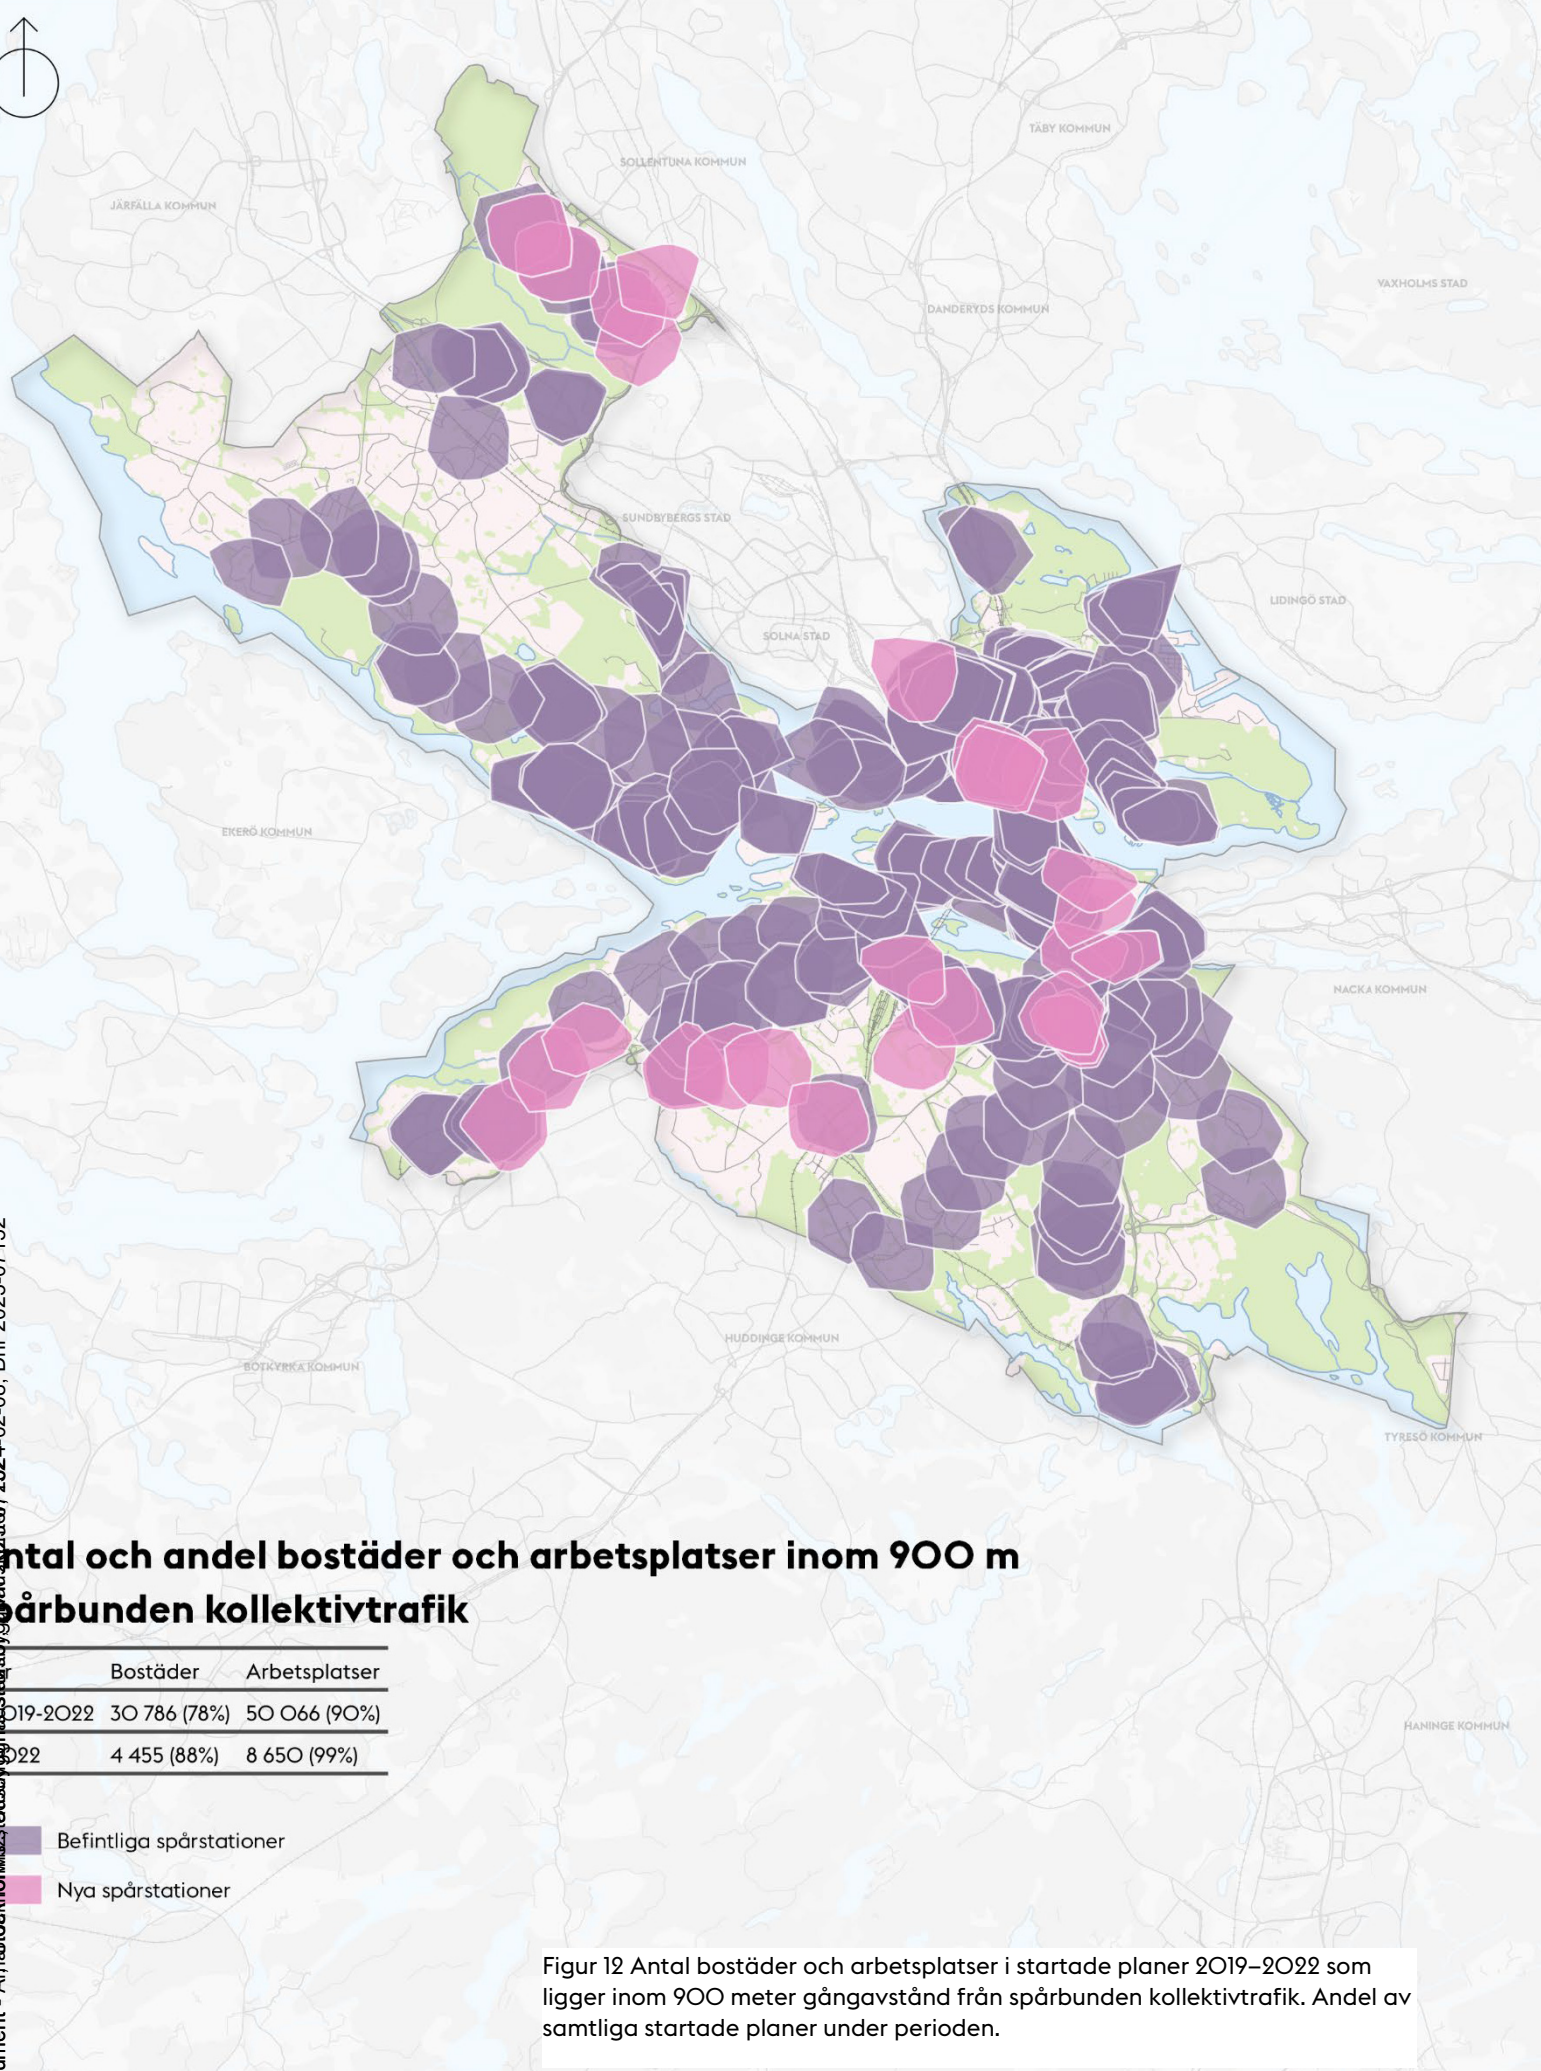 TÄBY KOMMUN
SOLLENTUNA KOMMUN
JÄRFÄLLA KOMMUN
VAXHOLMS STAD
DANDERYDS KOMMUN
SUNDBYBERGS STAD
LIDINGÖ STAD
SOLNA STAD
EKERÖ KOMMUN
NACKA KOMMUN
HUDDINGE KOMMUN
BOTKYRKA KOMMUN
TYRESÖ KOMMUN
HANINGE KOMMUN
ntal och andel bostäder och arbetsplatser inom 900 m
pårbunden kollektivtrafik
Bostäder Arbetsplatser
019-2022 30 786 (78%) 50 066 (90%)
022 4 455 (88%) 8 650 (99%)
Befintliga spårstationer
Nya spårstationer
Figur 12 Antal bostäder och arbetsplatser i startade planer 2019–2022 som
ligger inom 900 meter gångavstånd från spårbunden kollektivtrafik. Andel av
samtliga startade planer under perioden.